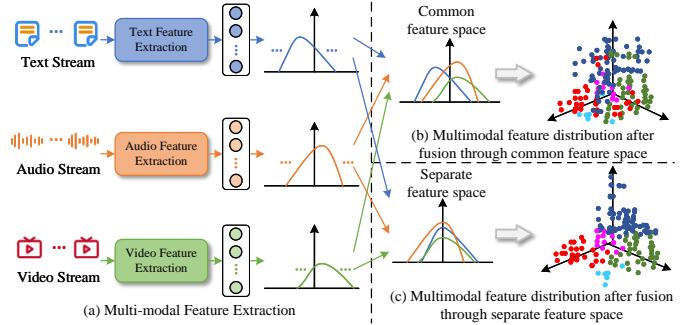 Text Stream
Text Feature
Extraction
Audio Stream
Audio Feature
Extraction
Video Stream
Video Feature
Extraction
(a) Multi-modal Feature Extraction
Common
feature space
(b) Multimodal feature distribution after
fusion through common feature space
Separate
feature space
(c) Multimodal feature distribution after fusion
through separate feature space